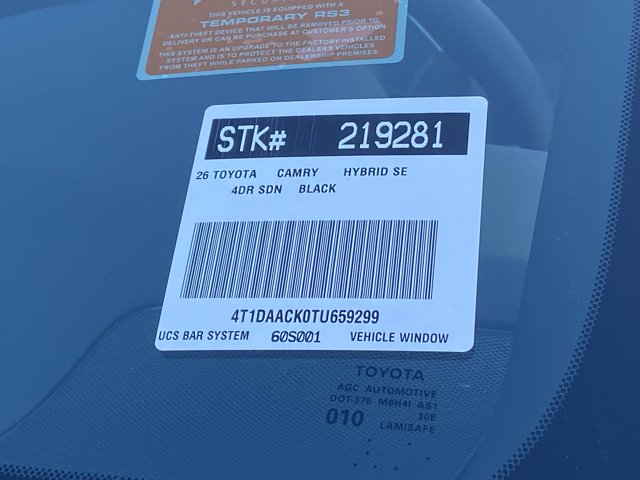 THIS VEHICLE IS EQUIPPED WITH A
TEMPORARY RS3
ANTI-THEFT DEVICE THAT WILL BE REMOVED PRIOR TO
DELIVERY OR CAN BE PURCHASE AT CUSTOMER'S OPTION
THIS SYSTEM IS AN UPGRADE TO THE FACTORY INSTALLED
SYSTEM AND IS TO PROTECT THE DEALERS VEHICLES
FROM THEFT WHILE PARKED ON DEALERSHIP PREMISES.
STK# 219281
26 TOYOTA CAMRY HYBRID SE
4DR SDN BLACK
4T1DAACK0TU659299
UCS BAR SYSTEM 60S001 VEHICLE WINDOW
TOYOTA
AGC AUTOMOTIVE
DOT-376 M8H4I AS1
010 30E
LAMISAFE